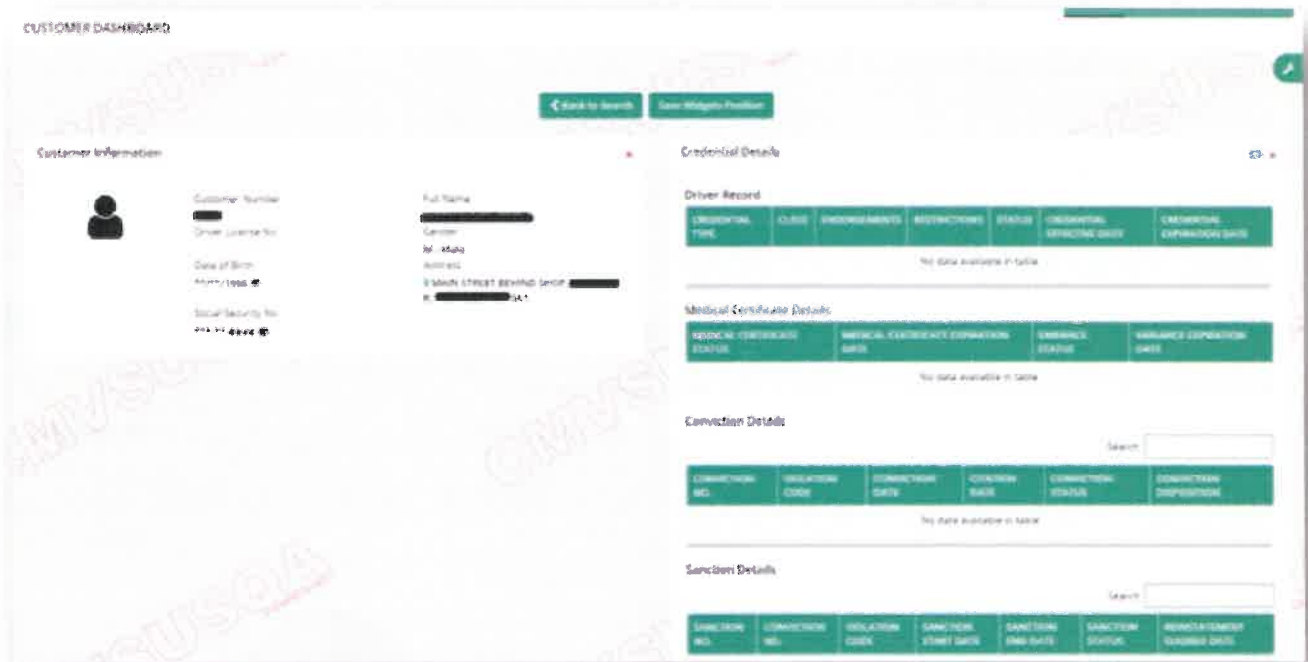 CUSTOMER DASHBOARD
Back to Search
Save Widgets Position
Customer Information
Customer Number
Full Name
Driver License No
Gender
M - Male
Date of Birth
Address
MAIN STREET BEHIND SHOP
Social Security No
Credential Details
Driver Record
CREDENTIAL TYPE
CLASS
ENDORSEMENTS
RESTRICTIONS
STATUS
CREDENTIAL EFFECTIVE DATE
CREDENTIAL EXPIRATION DATE
No data available in table
Medical Certificate Details
MEDICAL CERTIFICATE STATUS
MEDICAL CERTIFICATE EXPIRATION DATE
VARIANCE STATUS
VARIANCE EXPIRATION DATE
No data available in table
Conviction Details
Search
CONVICTION NO.
VIOLATION CODE
CONVICTION DATE
CITATION DATE
CONVICTION STATUS
CONVICTION DISPOSITION
No data available in table
Sanction Details
Search
SANCTION NO.
CONVICTION NO.
VIOLATION CODE
SANCTION START DATE
SANCTION END DATE
SANCTION STATUS